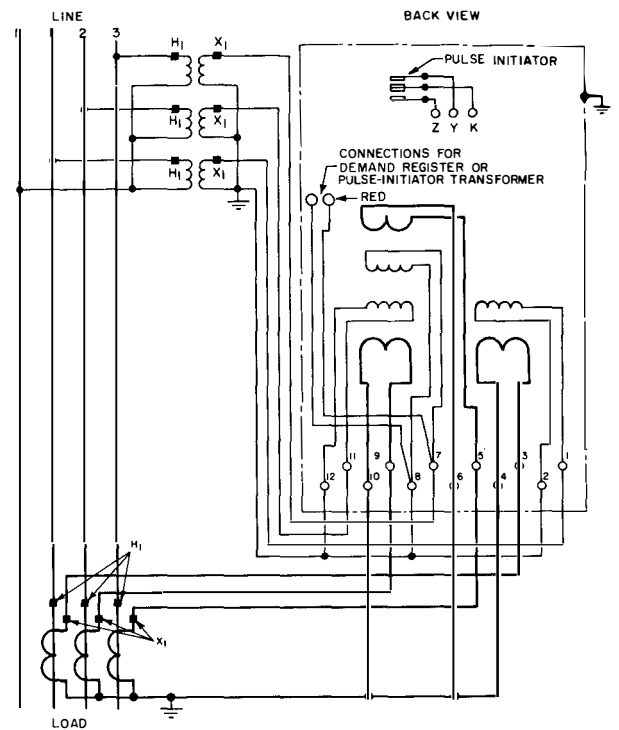 LINE
BACK VIEW
1 1 2 3
H1 X1
PULSE INITIATOR
H1 X1
Z Y K
CONNECTIONS FOR
DEMAND REGISTER OR
PULSE-INITIATOR TRANSFORMER
H1 X1
RED
12 11 10 9 8 7 6 5 4 3 2 1
H1
X1
LOAD